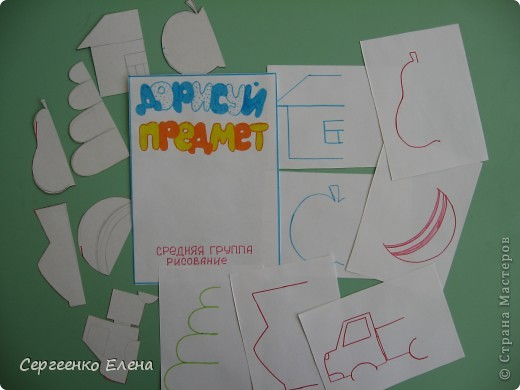 ДОРИСУЙ
ПРЕДМЕТ
СРЕДНЯЯ ГРУППА
РИСОВАНИЕ
Сергеенко Елена
© Страна Мастеров